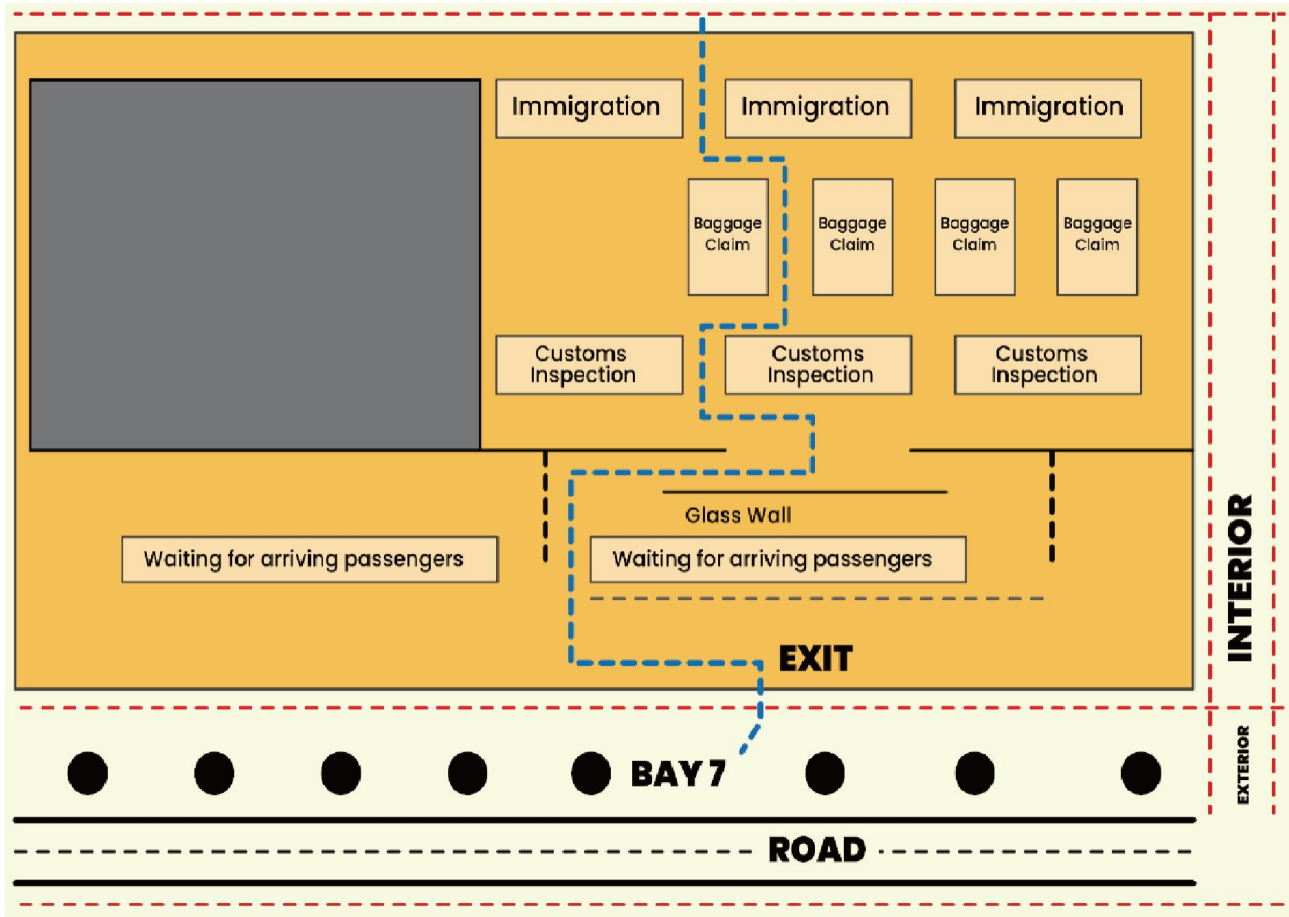 Immigration
Immigration
Immigration
Baggage
Claim
Baggage
Claim
Baggage
Claim
Baggage
Claim
Customs
Inspection
Customs
Inspection
Customs
Inspection
Glass Wall
Waiting for arriving passengers
Waiting for arriving passengers
EXIT
INTERIOR
EXTERIOR
BAY 7
ROAD